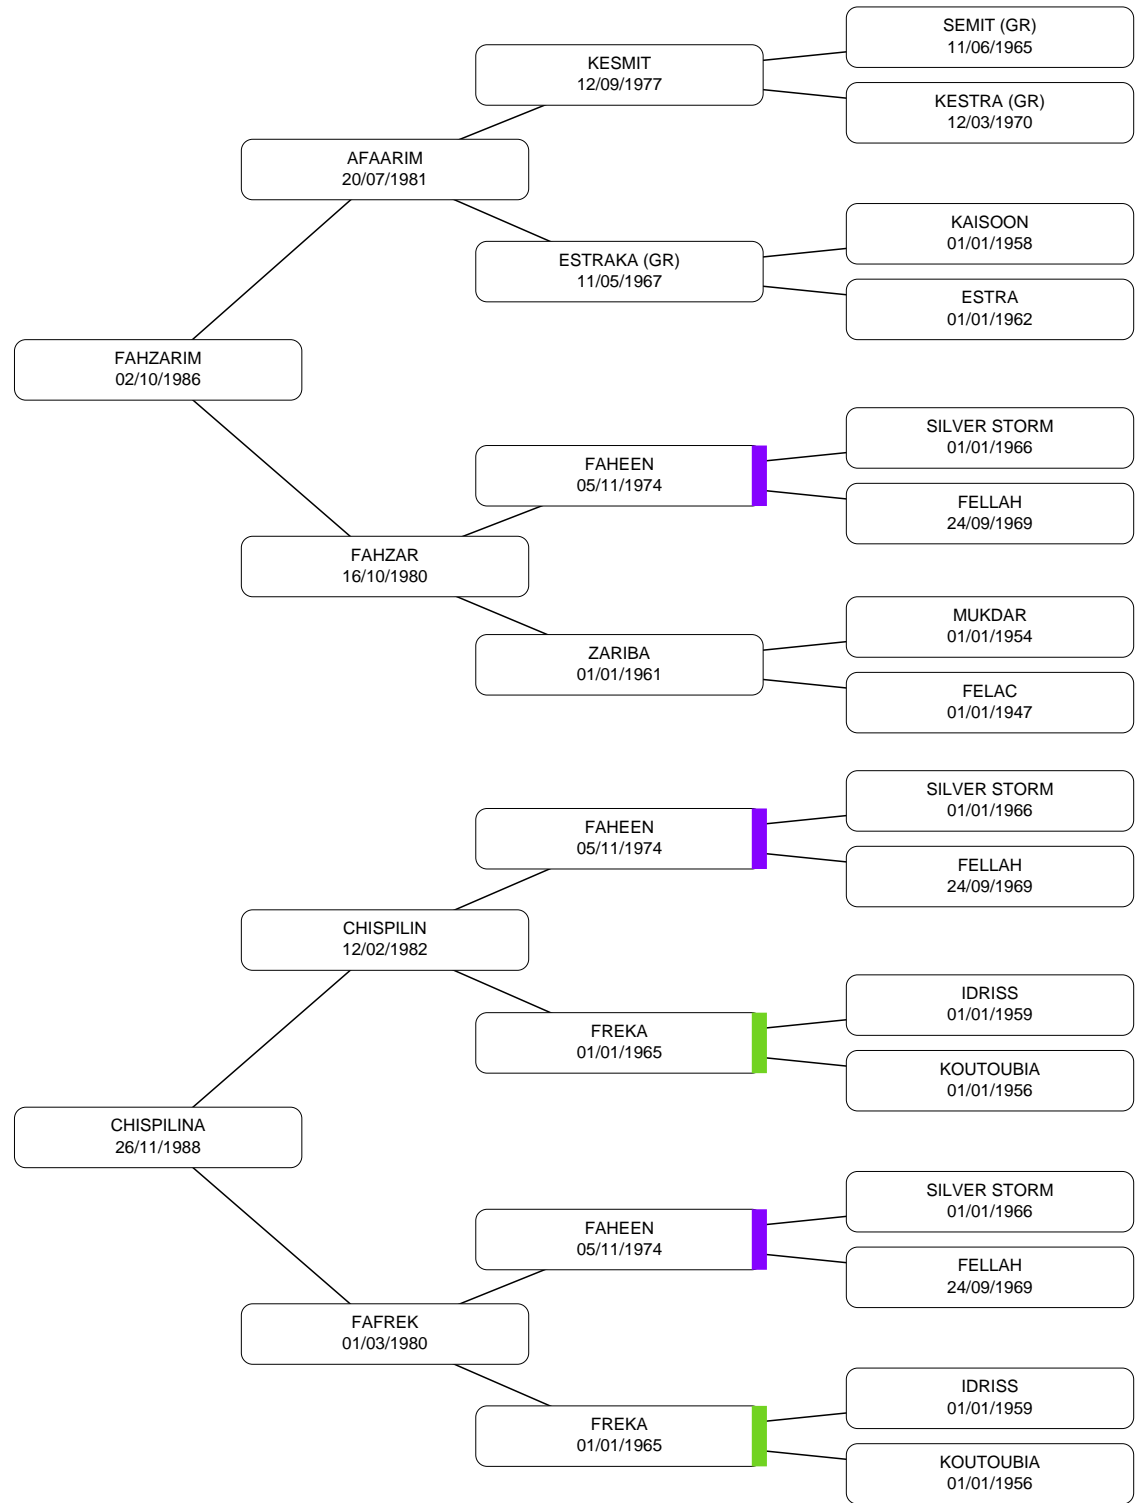 SEMIT (GR)
11/06/1965
KESMIT
12/09/1977
KESTRA (GR)
12/03/1970
AFAARIM
20/07/1981
KAISOON
01/01/1958
ESTRAKA (GR)
11/05/1967
ESTRA
01/01/1962
FAHZARIM
02/10/1986
SILVER STORM
01/01/1966
FAHEEN
05/11/1974
FELLAH
24/09/1969
FAHZAR
16/10/1980
MUKDAR
01/01/1954
ZARIBA
01/01/1961
FELAC
01/01/1947
SILVER STORM
01/01/1966
FAHEEN
05/11/1974
FELLAH
24/09/1969
CHISPILIN
12/02/1982
IDRISS
01/01/1959
FREKA
01/01/1965
KOUTOUBIA
01/01/1956
CHISPILINA
26/11/1988
SILVER STORM
01/01/1966
FAHEEN
05/11/1974
FELLAH
24/09/1969
FAFREK
01/03/1980
IDRISS
01/01/1959
FREKA
01/01/1965
KOUTOUBIA
01/01/1956